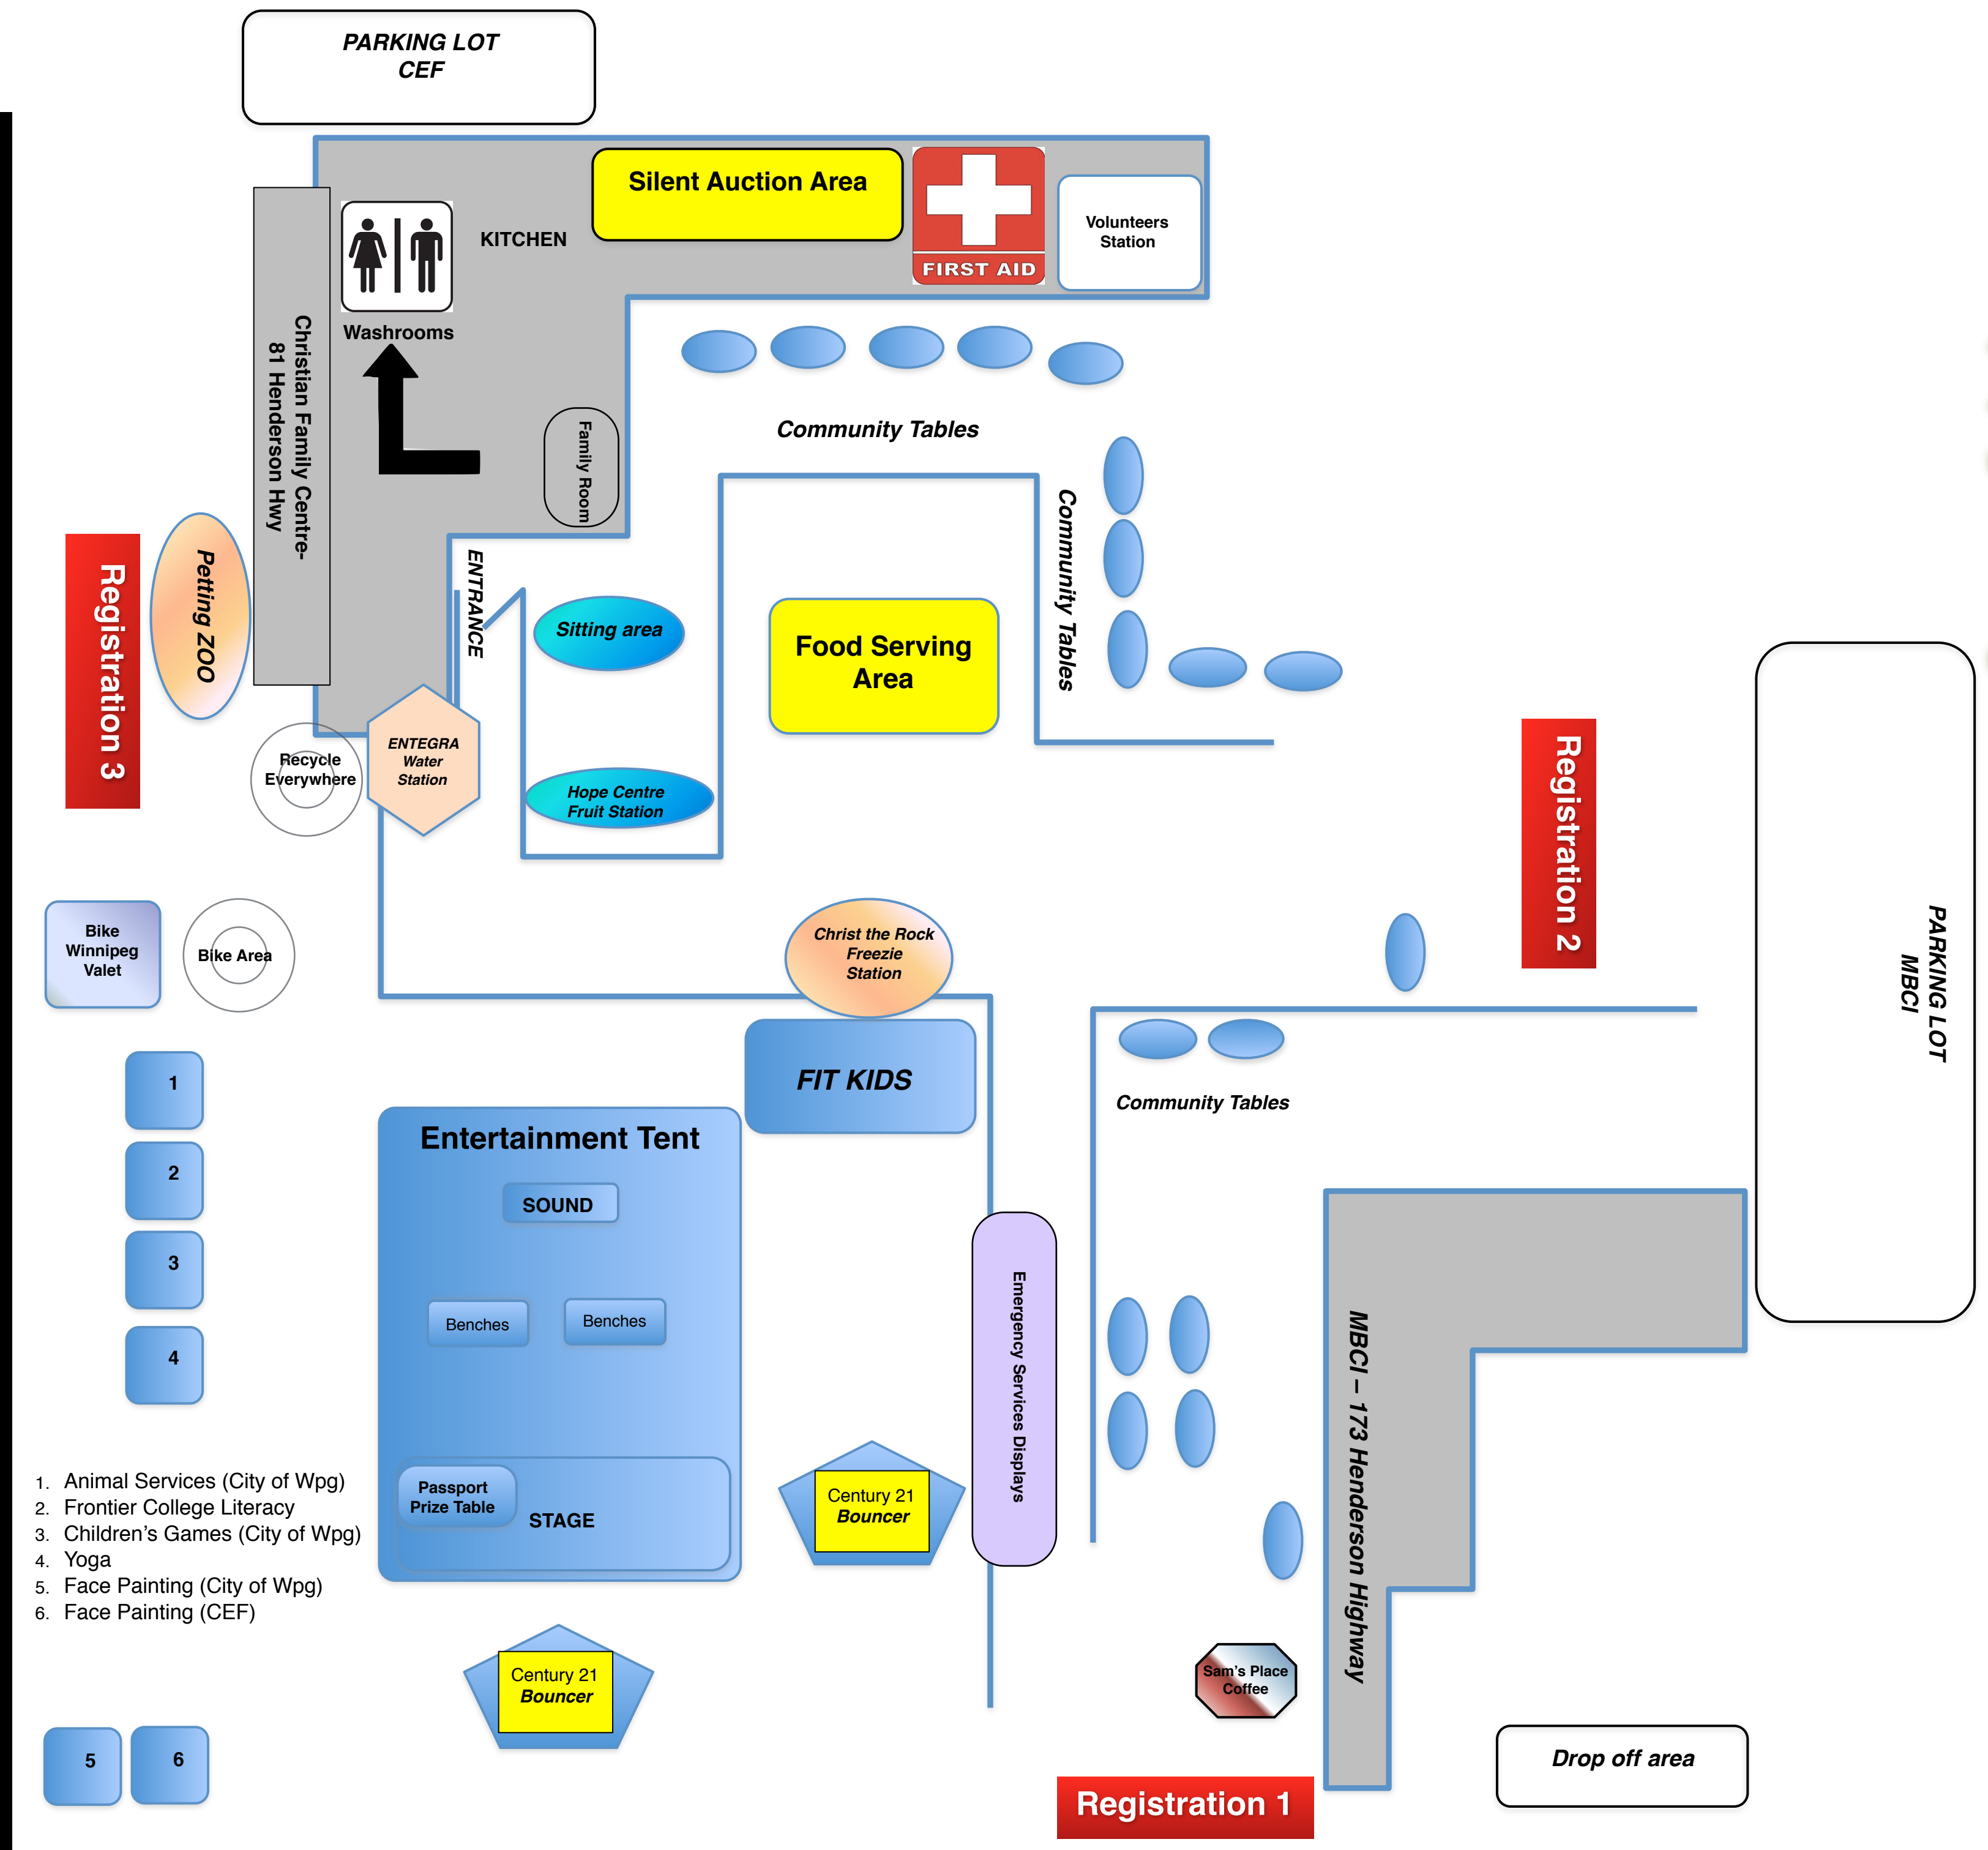 PARKING LOT
CEF
Silent Auction Area
FIRST AID
Volunteers
Station
KITCHEN
Washrooms
Christian Family Centre-
81 Henderson Hwy
Family Room
Community Tables
Community Tables
ENTRANCE
Sitting area
Food Serving
Area
Petting ZOO
Registration 3
Recycle
Everywhere
ENTEGRA
Water
Station
Hope Centre
Fruit Station
Registration 2
PARKING LOT
MBCI
Bike
Winnipeg
Valet
Bike Area
Christ the Rock
Freezie
Station
FIT KIDS
Community Tables
1
2
3
4
Entertainment Tent
SOUND
Benches
Benches
Passport
Prize Table
STAGE
Century 21
Bouncer
Emergency Services Displays
MBCI – 173 Henderson Highway
1. Animal Services (City of Wpg)
2. Frontier College Literacy
3. Children’s Games (City of Wpg)
4. Yoga
5. Face Painting (City of Wpg)
6. Face Painting (CEF)
Century 21
Bouncer
Sam’s Place
Coffee
5
6
Registration 1
Drop off area